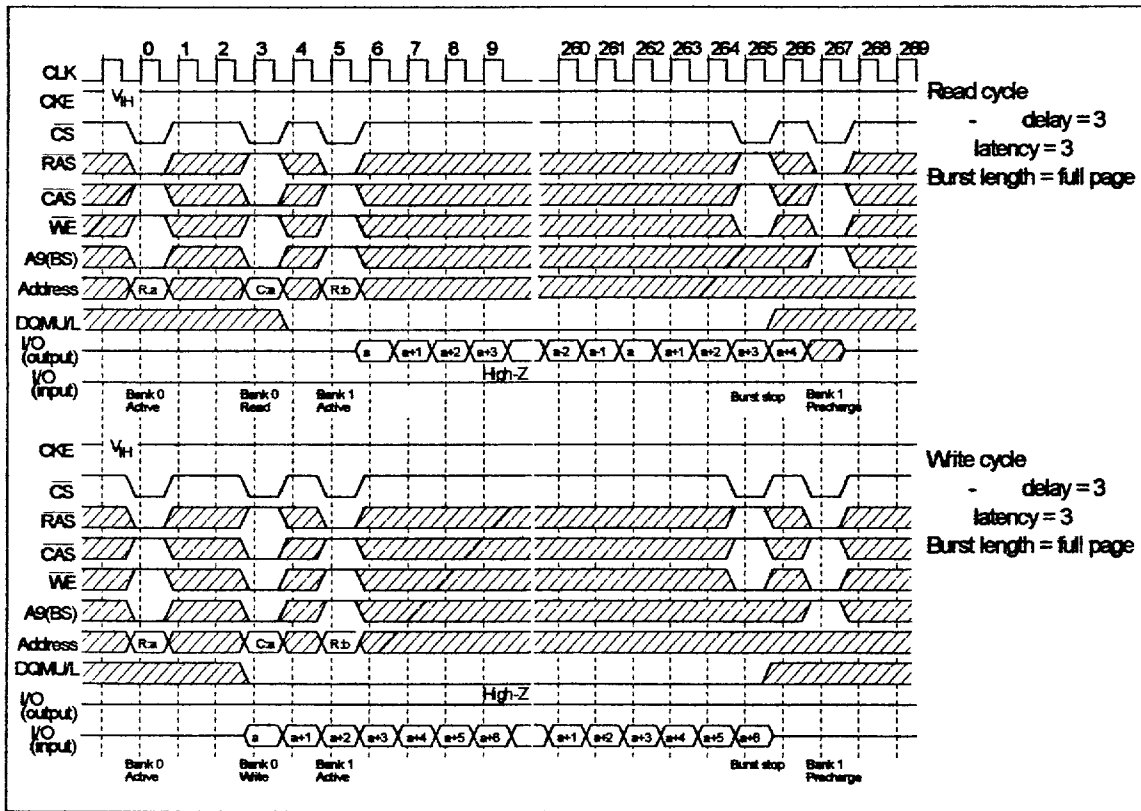 0 1 2 3 4 5 6 7 8 9 260 261 262 263 264 265 266 267 268 269
CLK
CKE VIH
CS
RAS
CAS
WE
A9(BS)
Address R:a C:a R:b
DQMU/L
I/O (output) a a+1 a+2 a+3 a-2 a-1 a a+1 a+2 a+3 a+4
I/O (input) High-Z
Bank 0 Active
Bank 0 Read
Bank 1 Active
Burst stop
Bank 1 Precharge
Read cycle
- delay = 3
latency = 3
Burst length = full page
CKE VIH
CS
RAS
CAS
WE
A9(BS)
Address R:a C:a R:b
DQMU/L
I/O (output) High-Z
I/O (input) a a+1 a+2 a+3 a+4 a+5 a+6 a+1 a+2 a+3 a+4 a+5 a+6
Bank 0 Active
Bank 0 Write
Bank 1 Active
Burst stop
Bank 1 Precharge
Write cycle
- delay = 3
latency = 3
Burst length = full page